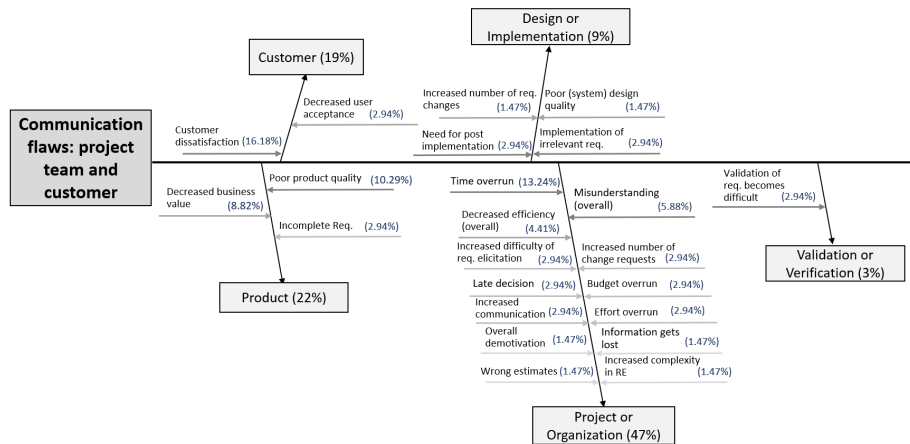 Design or
Implementation (9%)
Customer (19%)
Increased number of req.
changes (1.47%)
Poor (system) design
quality (1.47%)
Decreased user
acceptance (2.94%)
Communication
flaws: project
team and
customer
Customer
dissatisfaction (16.18%)
Need for post
implementation (2.94%)
Implementation of
irrelevant req. (2.94%)
Poor product quality (10.29%)
Decreased business
value (8.82%)
Incomplete Req. (2.94%)
Product (22%)
Time overrun (13.24%)
Misunderstanding
(overall) (5.88%)
Decreased efficiency
(overall) (4.41%)
Increased difficulty of
req. elicitation (2.94%)
Increased number of
change requests (2.94%)
Late decision (2.94%)
Budget overrun (2.94%)
Increased
communication (2.94%)
Effort overrun (2.94%)
Overall
demotivation (1.47%)
Information gets
lost (1.47%)
Wrong estimates (1.47%)
Increased complexity
in RE (1.47%)
Project or
Organization (47%)
Validation of
req. becomes
difficult (2.94%)
Validation or
Verification (3%)